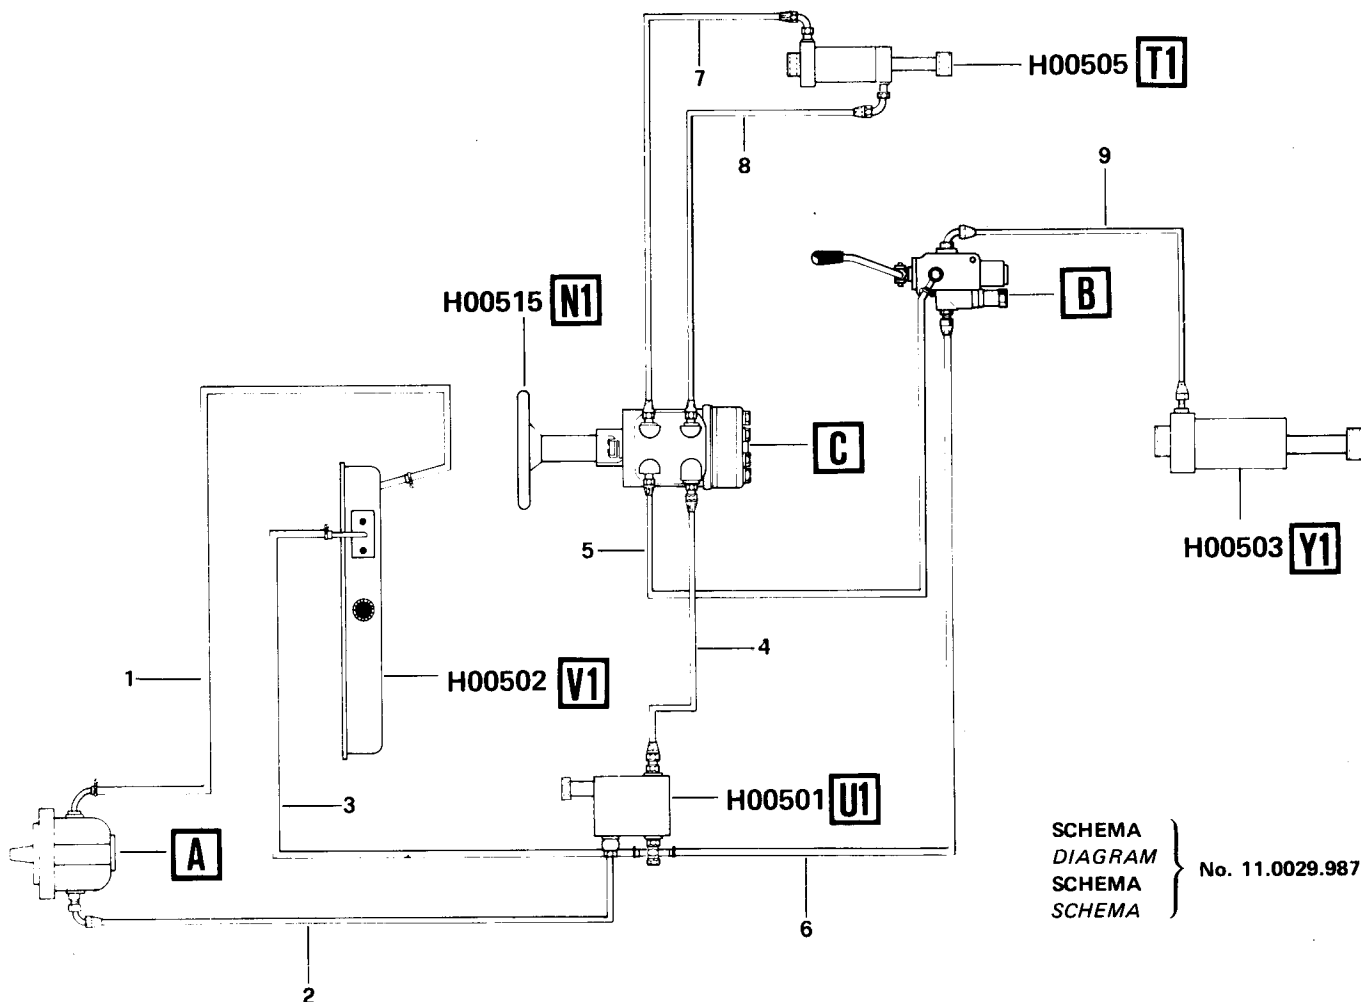 7
H00505 T1
8
9
H00515 N1
B
C
H00503 Y1
5
4
1
H00502 V1
3
H00501 U1
A
6
2
SCHEMA
DIAGRAM
SCHEMA
SCHEMA
No. 11.0029.987